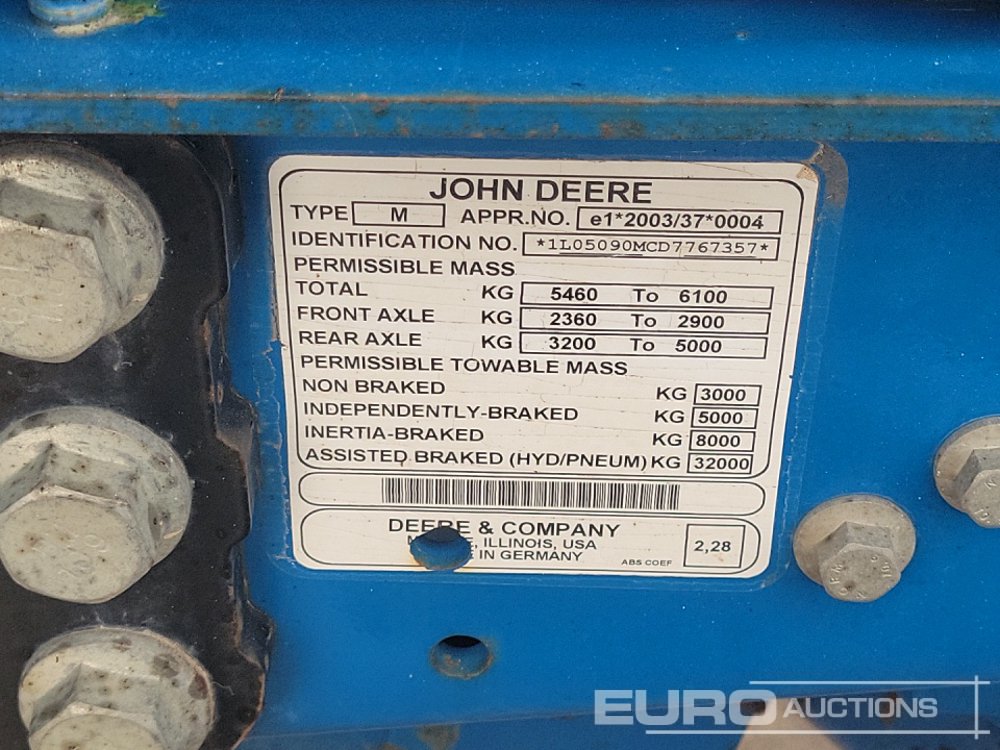 JOHN DEERE
TYPE M APPR.NO. e1*2003/37*0004
IDENTIFICATION NO. *1L05090MCD7767357*
PERMISSIBLE MASS
TOTAL KG 5460 To 6100
FRONT AXLE KG 2360 To 2900
REAR AXLE KG 3200 To 5000
PERMISSIBLE TOWABLE MASS
NON BRAKED KG 3000
INDEPENDENTLY-BRAKED KG 5000
INERTIA-BRAKED KG 8000
ASSISTED BRAKED (HYD/PNEUM) KG 32000
DEERE & COMPANY
ILLINOIS, USA
IN GERMANY
ABS COEF 2,28
EURO AUCTIONS